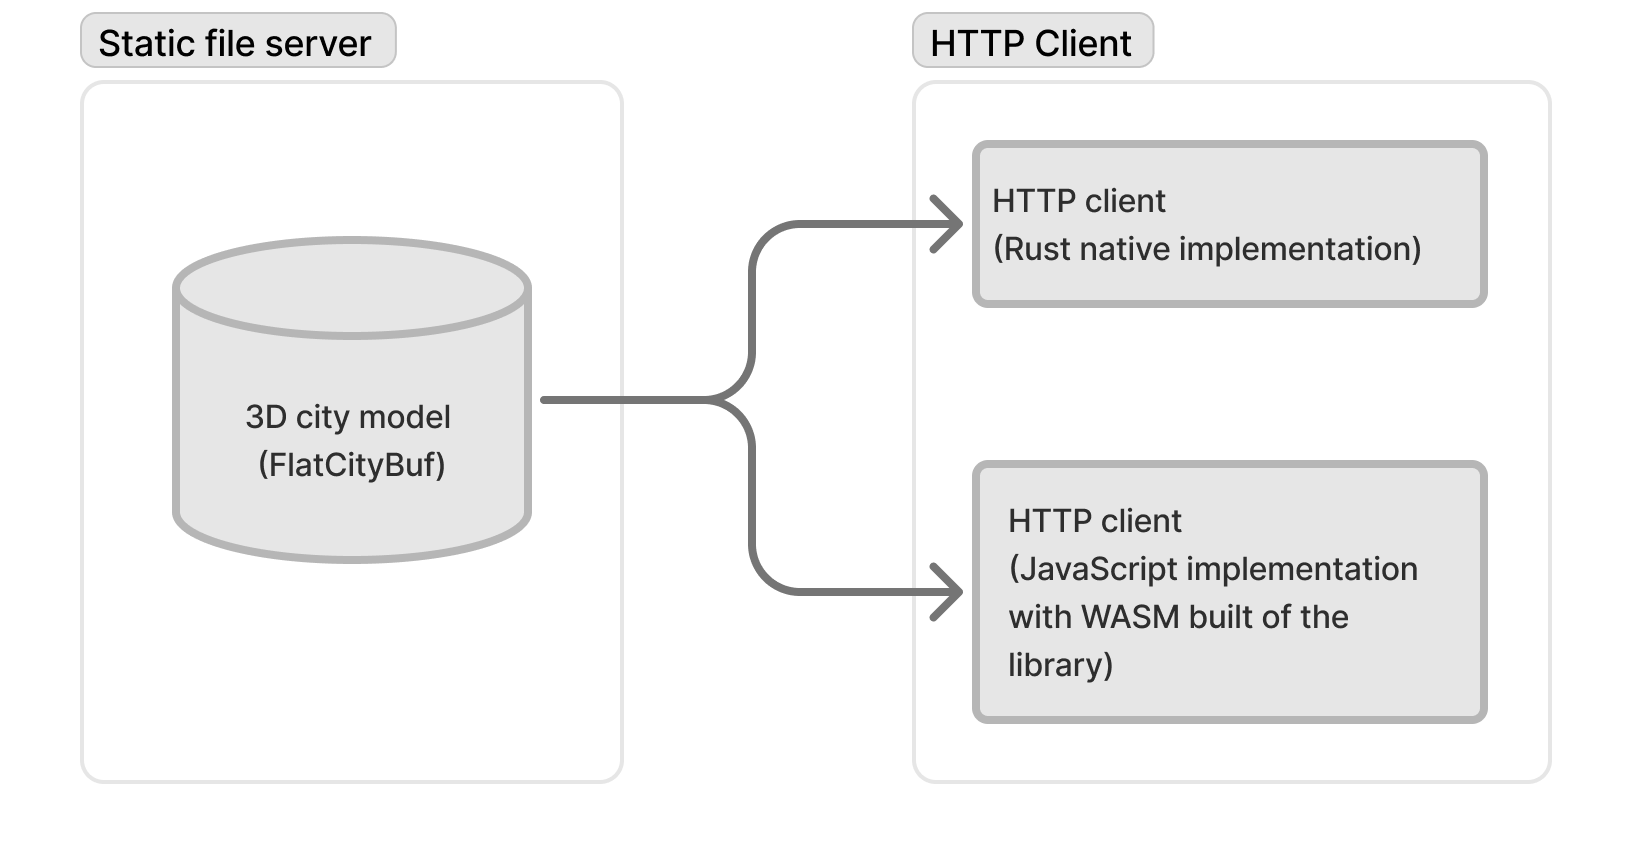 Static file server
HTTP Client
3D city model
(FlatCityBuf)
HTTP client
(Rust native implementation)
HTTP client
(JavaScript implementation
with WASM built of the
library)